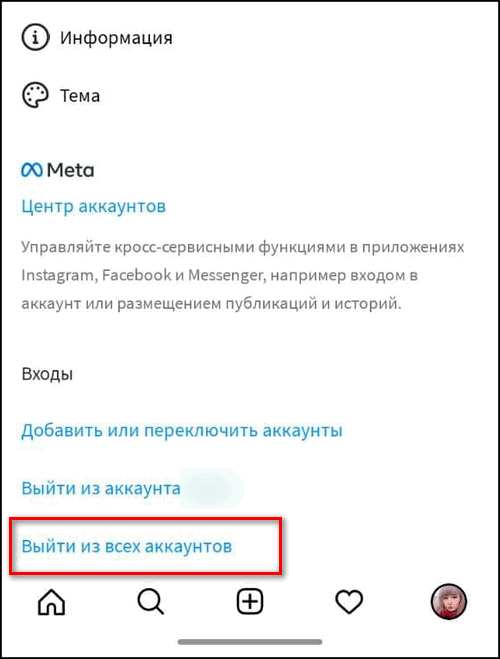 Информация
Тема
Meta
Центр аккаунтов
Управляйте кросс-сервисными функциями в приложениях
Instagram, Facebook и Messenger, например входом в
аккаунт или размещением публикаций и историй.
Входы
Добавить или переключить аккаунты
Выйти из аккаунта
Выйти из всех аккаунтов